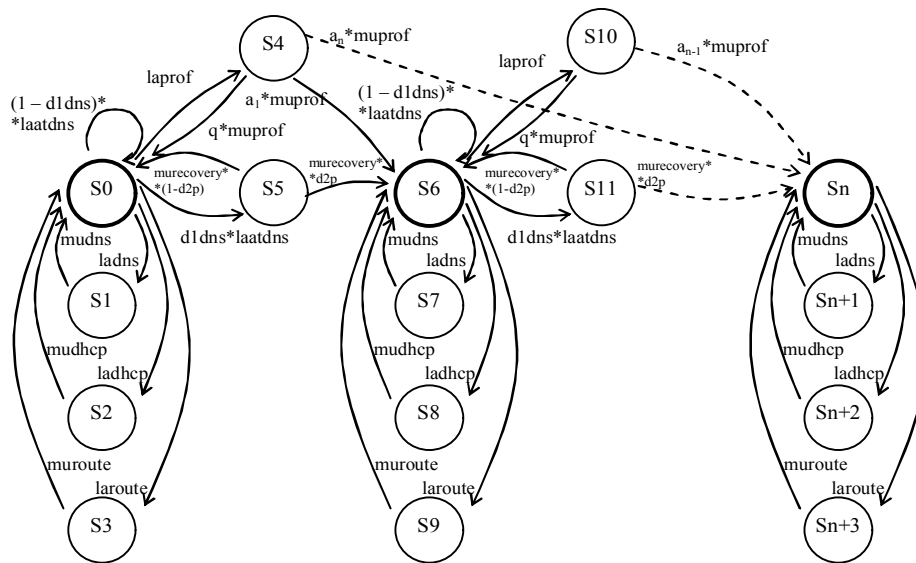 S4
aₙ*muprof
S10
aₙ₋₁*muprof
laprof
laprof
(1 – d1dns)*
*laatdns
a₁*muprof
(1 – d1dns)*
*laatdns
q*muprof
q*muprof
S0
murecovery*
*(1-d2p)
S5
murecovery*
*d2p
S6
murecovery*
*(1-d2p)
S11
murecovery*
*d2p
Sn
d1dns*laatdns
d1dns*laatdns
mudns
ladns
mudns
ladns
mudns
ladns
S1
S7
Sn+1
mudhcp
ladhcp
mudhcp
ladhcp
mudhcp
ladhcp
S2
S8
Sn+2
muroute
laroute
muroute
laroute
muroute
laroute
S3
S9
Sn+3